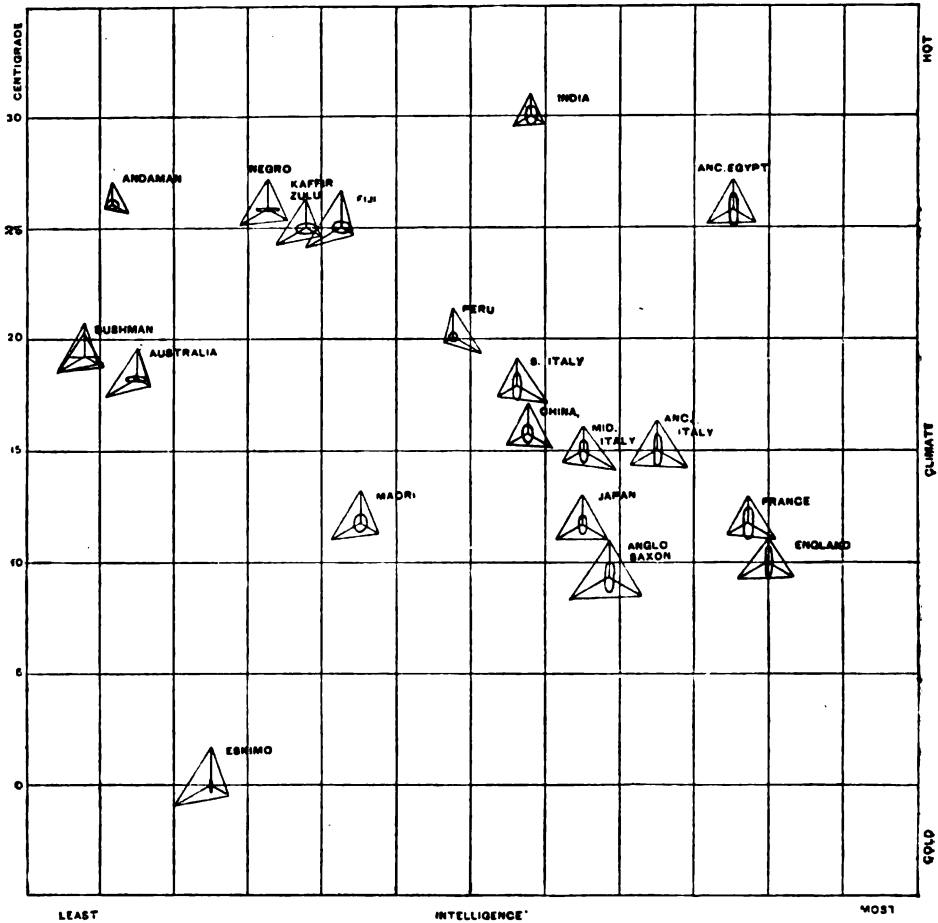 CENTIGRADE
HOT
30
INDIA
ANDAMAN
NEGRO
KAFFIR
ZULU
FIJI
ANC. EGYPT
25
PERU
20
BUSHMAN
AUSTRALIA
S. ITALY
CHINA,
MID.
ITALY
ANC.
ITALY
15
CLIMATE
MAORI
JAPAN
FRANCE
ANGLO
SAXON
ENGLAND
10
5
ESKIMO
0
COLD
LEAST
INTELLIGENCE
MOST